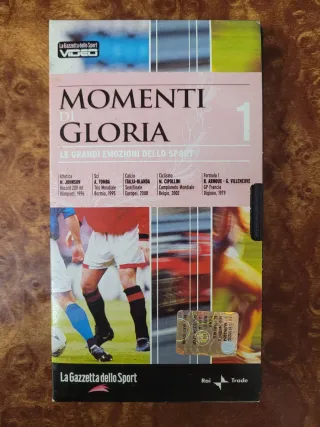 La Gazzetta dello Sport
VIDEO
MOMENTI
DI
GLORIA
1
LE GRANDI EMOZIONI DELLO SPORT
Atletica
M. JOHNSON
Record 200 mt
Olimpiadi, 1996
Sci
A. TOMBA
Tris Mondiale
Bormio, 1995
Calcio
ITALIA-OLANDA
Semifinale
Europei, 2000
Ciclismo
M. CIPOLLINI
Campionato Mondiale
Belgio, 2002
Formula 1
R. ARNOUX - G. VILLENEUVE
GP Francia
Digione, 1979
La Gazzetta dello Sport
Rai Trade